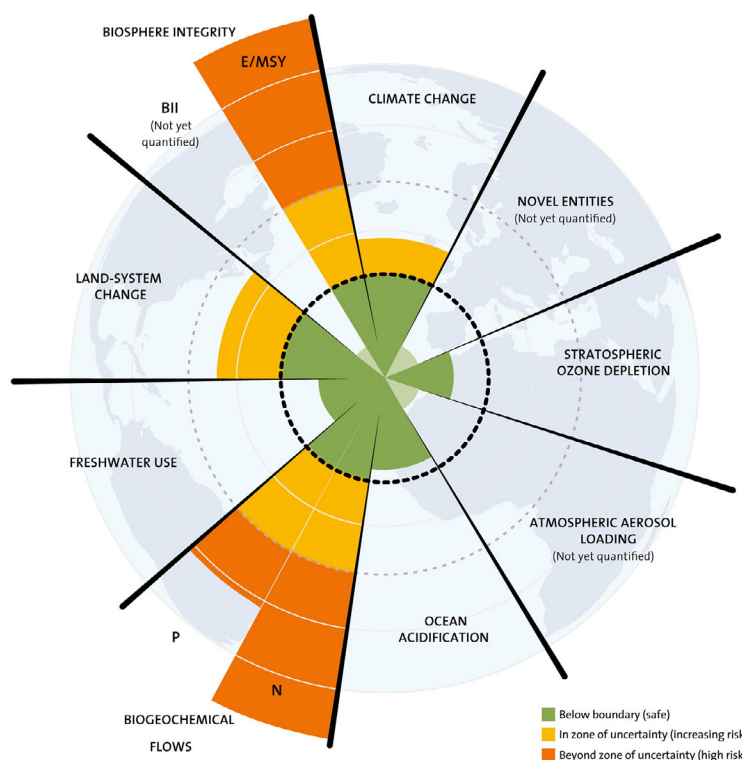 BIOSPHERE INTEGRITY
E/MSY
BII
(Not yet
quantified)
CLIMATE CHANGE
NOVEL ENTITIES
(Not yet quantified)
LAND-SYSTEM
CHANGE
STRATOSPHERIC
OZONE DEPLETION
FRESHWATER USE
ATMOSPHERIC AEROSOL
LOADING
(Not yet quantified)
OCEAN
ACIDIFICATION
P
N
BIOGEOCHEMICAL
FLOWS
Below boundary (safe)
In zone of uncertainty (increasing risk
Beyond zone of uncertainty (high risk